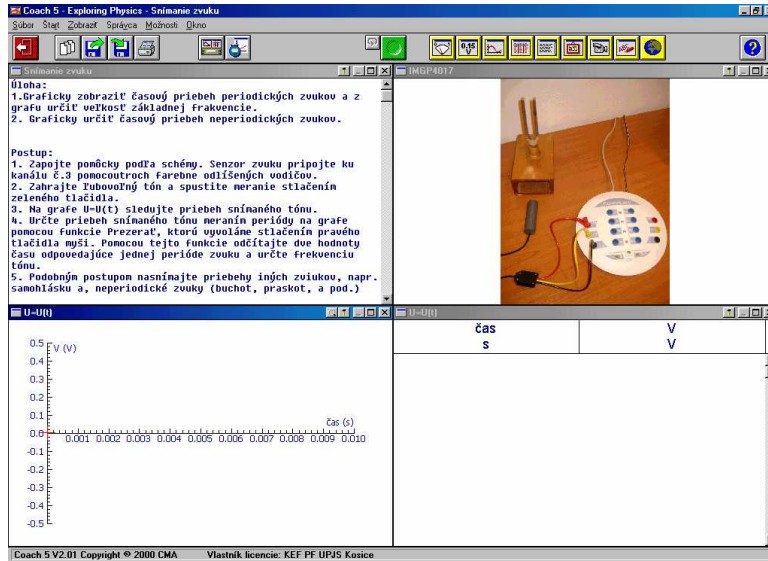 Coach 5 - Exploring Physics - Snímanie zvuku
Súbor Štart Zobraziť Správca Možnosti Okno
0.15
V
?
Snímanie zvuku
Úloha:
1.Graficky zobraziť časový priebeh periodických zvukov a z
grafu určiť veľkosť základnej frakvencie.
2. Graficky určiť časový priebeh neperiodických zvukov.
Postup:
1. Zapojte pomôcky podľa schémy. Senzor zvuku pripojte ku
kanálu č.3 pomocoutroch farebne odlíšených vodičov.
2. Zahrajte ľubovoľný tón a spustite meranie stlačením
zeleného tlačidla.
3. Na grafe U=U(t) sledujte priebeh snímaného tónu.
4. Určte priebeh snímaného tónu meraním periódy na grafe
pomocou funkcie Prezerať, ktorú vyvoláme stlačením pravého
tlačidla myši. Pomocou tejto funkcie odčítajte dve hodnoty
času odpovedajúce jednej perióde zvuku a určte frekvenciu
tónu.
5. Podobným postupom nasnímajte priebehy iných zviukov, napr.
samohlásku a, neperiodické zvuky (buchot, praskot, a pod.)
IMGP4017
U=U(t)
0.5
V (V)
0.4
0.3
0.2
0.1
čas (s)
0.0
0.001 0.002 0.003 0.004 0.005 0.006 0.007 0.008 0.009 0.010
-0.1
-0.2
-0.3
-0.4
-0.5
U=U(t)
čas V
s V
Coach 5 V2.01 Copyright © 2000 CMA Vlastník licencie: KEF PF UPJS Kosice